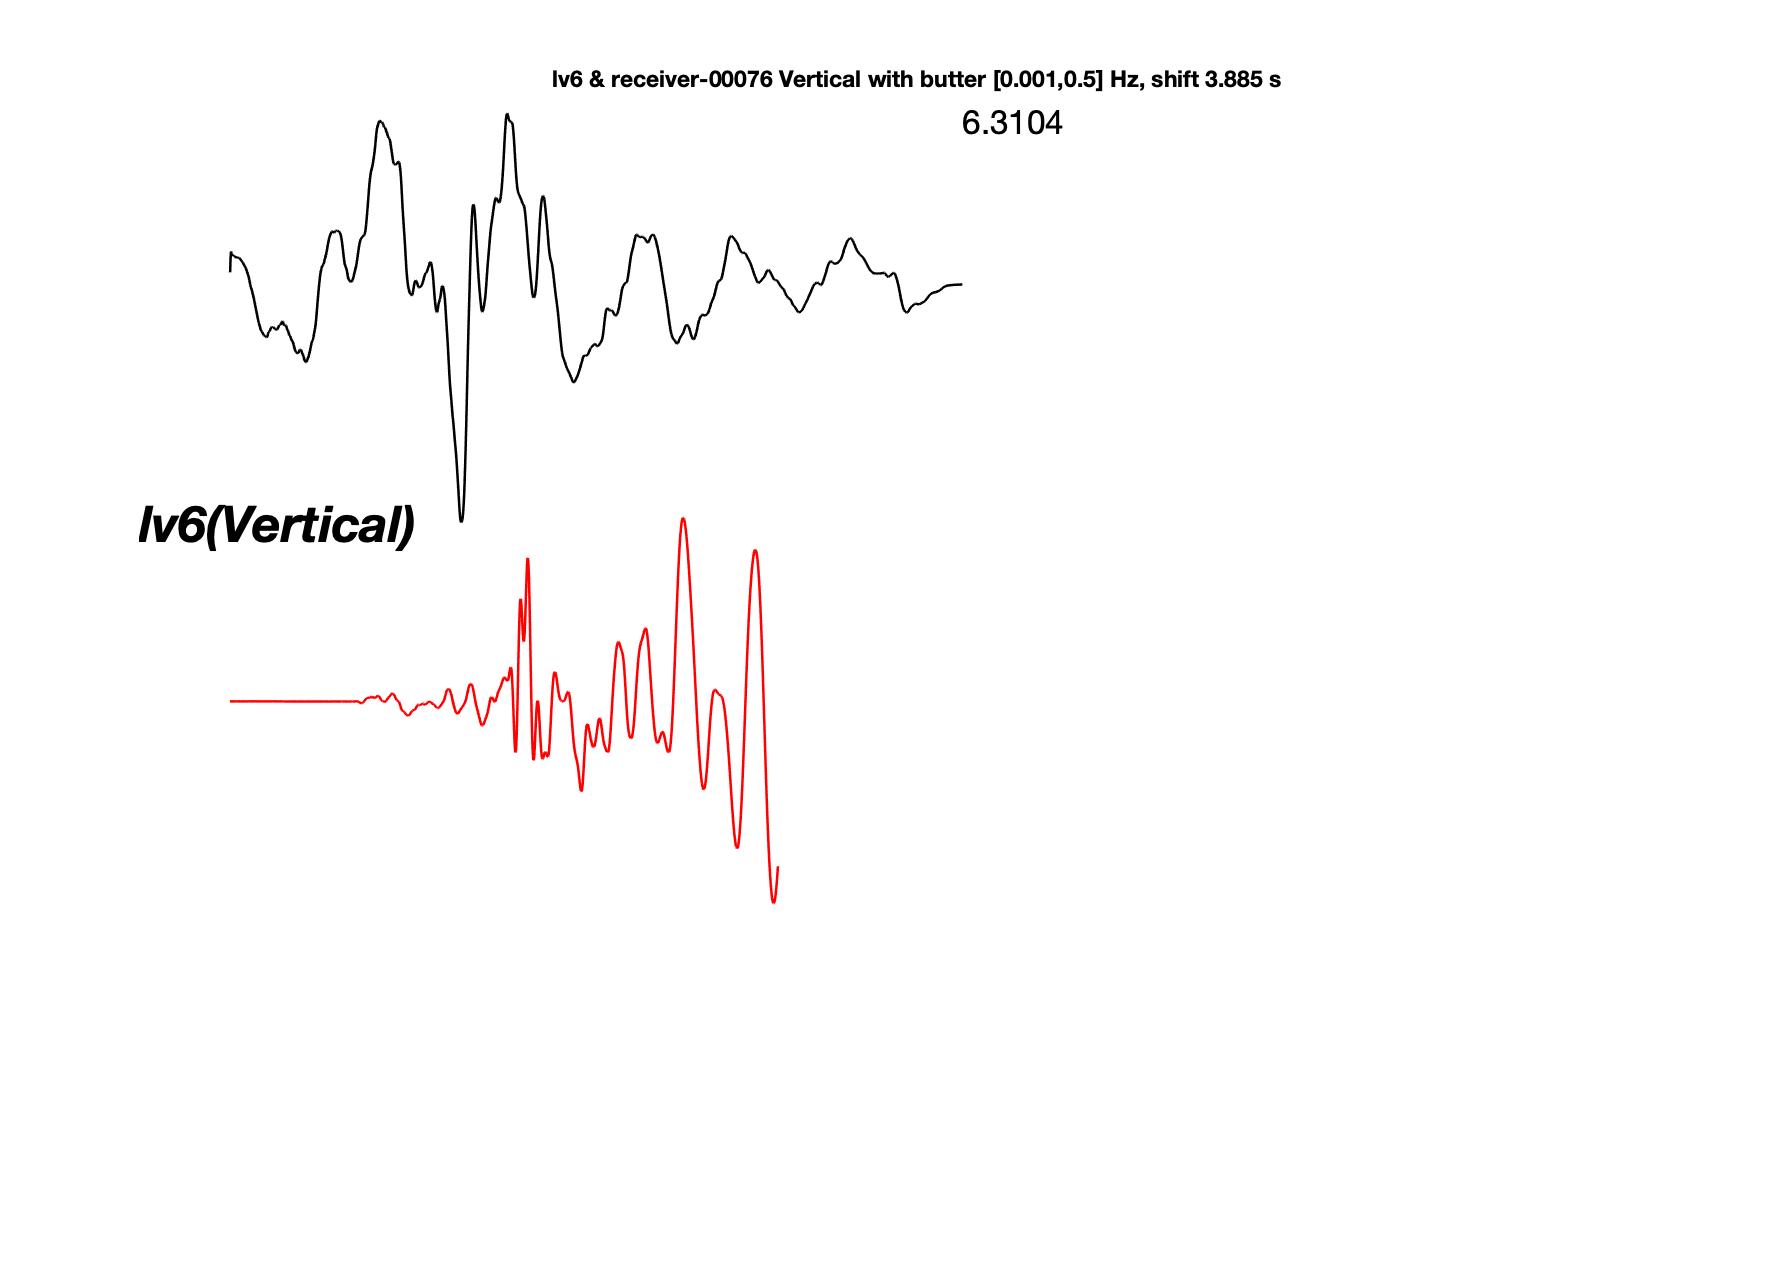 lv6 & receiver-00076 Vertical with butter [0.001,0.5] Hz, shift 3.885 s
6.3104
lv6(Vertical)